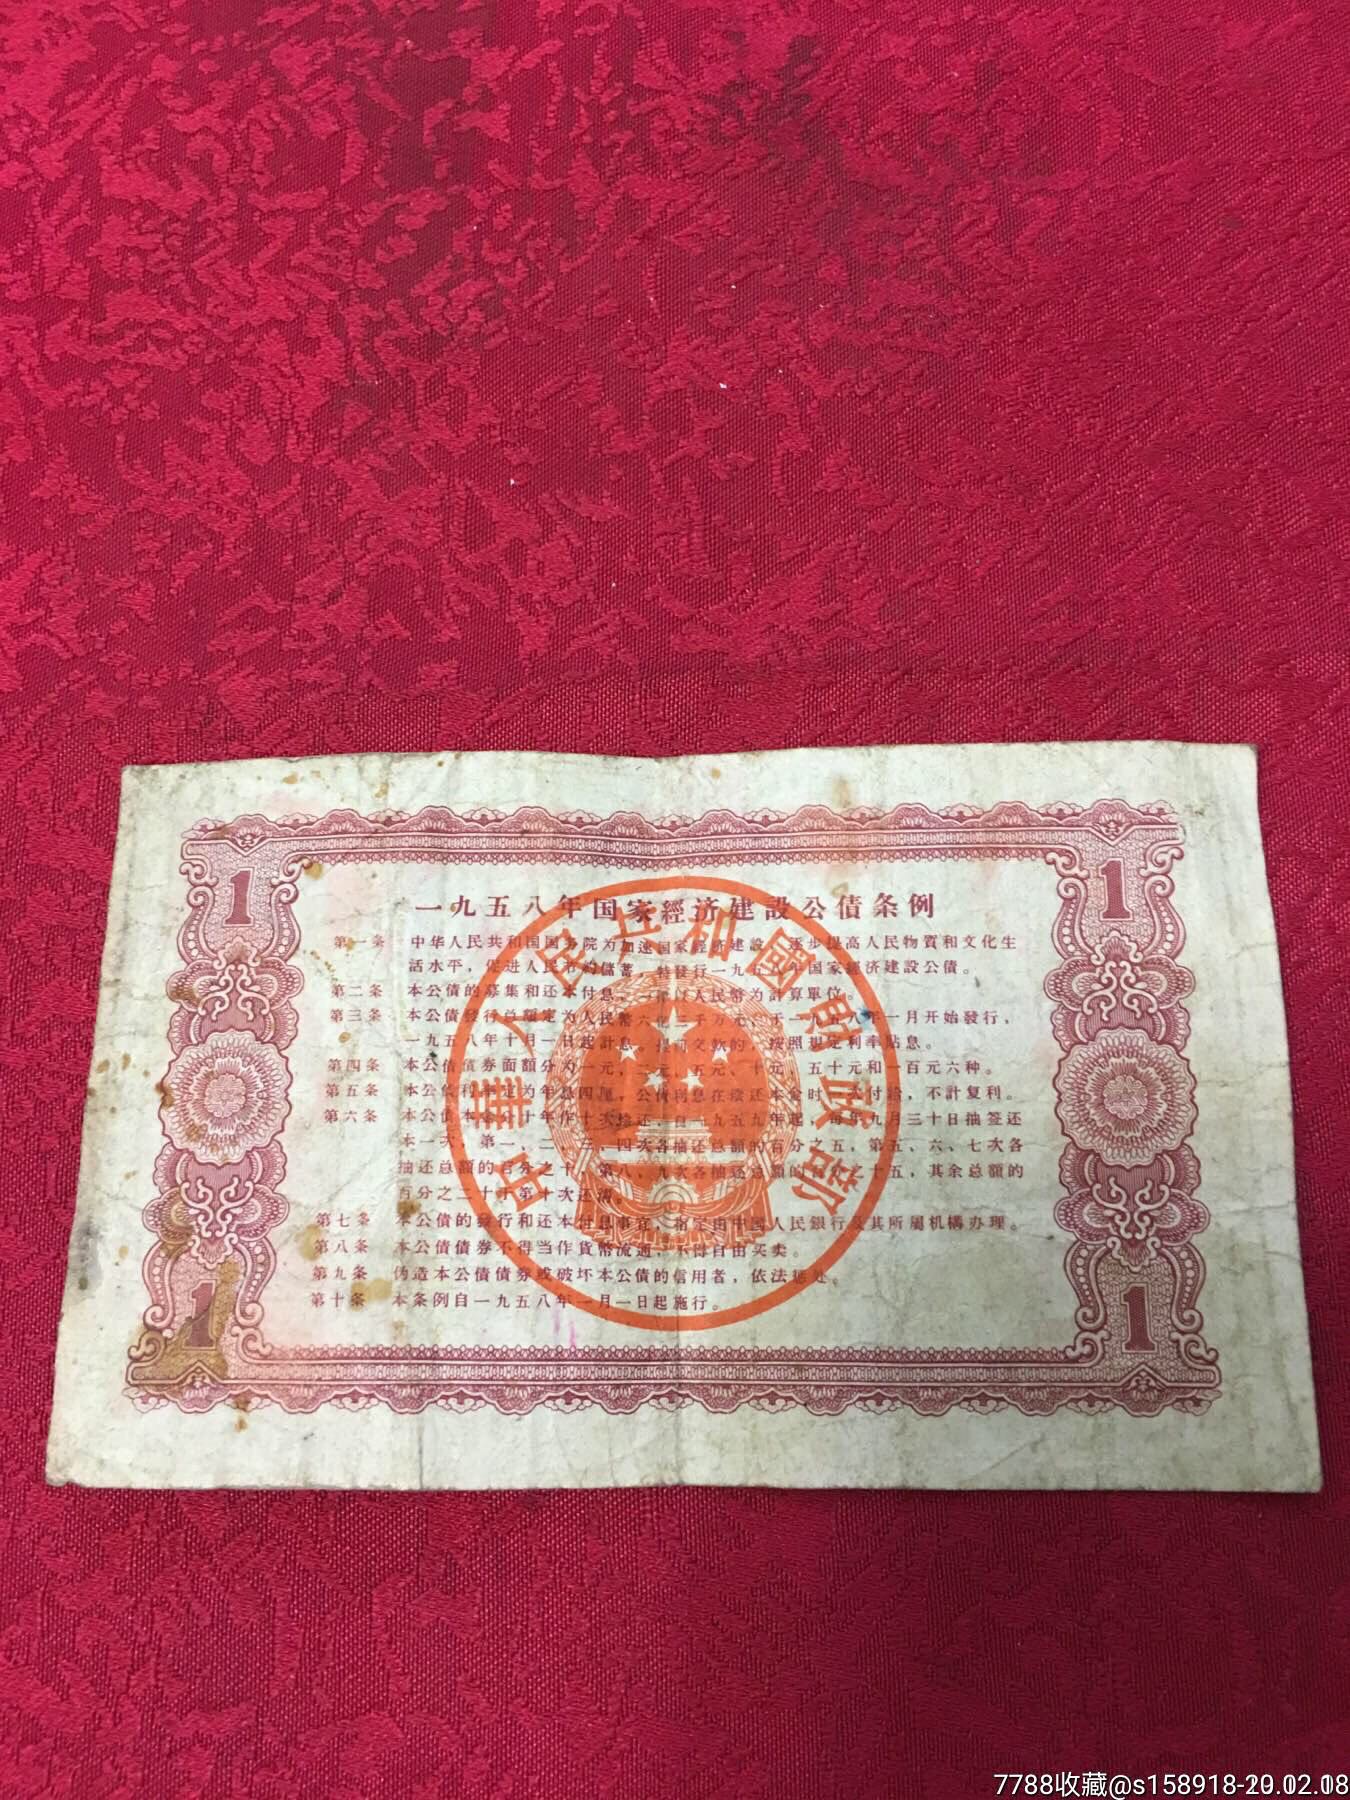 1 1
一九五八年国家經济建設公債条例
第一条 中华人民共和国国务院为加速国家經济建設，逐步提高人民物質和文化生
活水平，促进人民币的儲蓄，特發行一九五八年国家經济建設公債。
第二条 本公債的募集和还本付息，人民幣为計算單位。
第三条 本公債發行总額定为人民幣六亿三千万元，于一年一月开始發行，
一九五八年十月一日起計息，提前交款的，按照規定利率貼息。
第四条 本公債債券面額分为一元，二元、五元、十元、五十元和一百元六种。
第五条 本公債利定为年息四厘，公債利息在偿还本金时付給，不計复利。
第六条 本公債本十年作十次偿还，自一九五九年起，每年九月三十日抽签还
本一次，第一、二、四次各抽还总額的百分之五，第五、六、七次各
抽还总額的百分之十，第八、九次各抽还总額的百分之十五，其余总額的
百分之二十于第十次还清。
第七条 本公債的發行和还本付息事宜，指定由中国人民銀行及其所屬机構办理。
第八条 本公債債券不得当作貨幣流通，不得自由买卖。
第九条 伪造本公債債券或破坏本公債的信用者，依法惩处。
第十条 本条例自一九五八年一月一日起施行。
中華人民共和國財政部
1 1
7788收藏@s158918-20.02.08